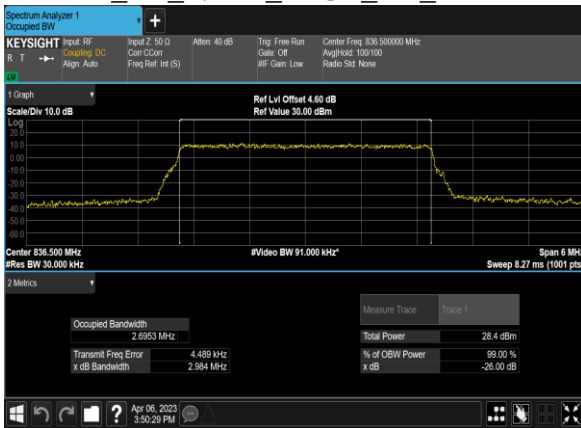 Spectrum Analyzer 1
Occupied BW
KEYSIGHT Input: RF Input Z: 50 Ω Atten: 40 dB Trig: Free Run Center Freq: 836.500000 MHz
R T Coupling: DC Corr CCorr Gate: Off Avg|Hold: 100/100
Align: Auto Freq Ref: Int (S) #IF Gain: Low Radio Std: None
1 Graph
Ref Lvl Offset 4.60 dB
Scale/Div 10.0 dB Ref Value 30.00 dBm
Log
20.0
10.0
0.00
-10.0
-20.0
-30.0
-40.0
-50.0
-60.0
Center 836.500 MHz #Video BW 91.000 kHz* Span 6 MHz
#Res BW 30.000 kHz Sweep 8.27 ms (1001 pts
2 Metrics
Measure Trace Trace 1
Occupied Bandwidth
2.6953 MHz Total Power 28.4 dBm
Transmit Freq Error 4.489 kHz % of OBW Power 99.00 %
x dB Bandwidth 2.984 MHz x dB -26.00 dB
? Apr 06, 2023
3:50:29 PM